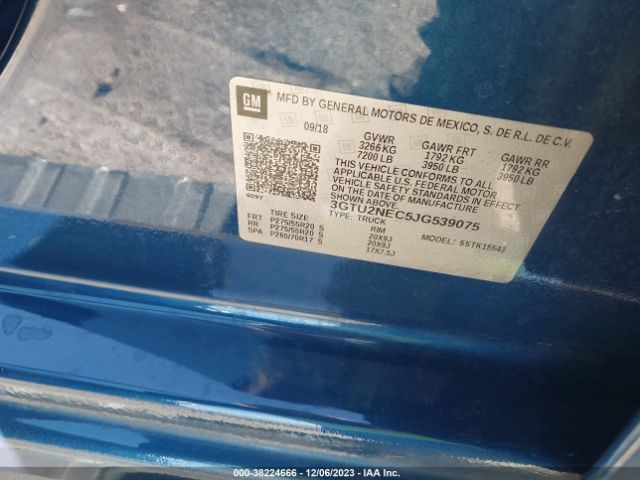 GM
MFD BY GENERAL MOTORS DE MEXICO, S. DE R.L. DE C.V.
09/18
GVWR GAWR FRT GAWR RR
3266 KG 1792 KG 1792 KG
7200 LB 3950 LB 3950 LB
THIS VEHICLE CONFORMS TO ALL
APPLICABLE U.S. FEDERAL MOTOR
VEHICLE SAFETY STANDARDS IN EFFECT
ON THE DATE OF MANUFACTURE
SHOWN ABOVE.
3GTU2NEC5JG539075
TYPE: TRUCK MODEL: S5TK15543
TIRE SIZE RIM
FRT P275/55R20 S 20X9J
RR P275/55R20 S 20X9J
SPA P265/70R17 S 17X7.5J
000-38224666 - 12/06/2023 - IAA Inc.